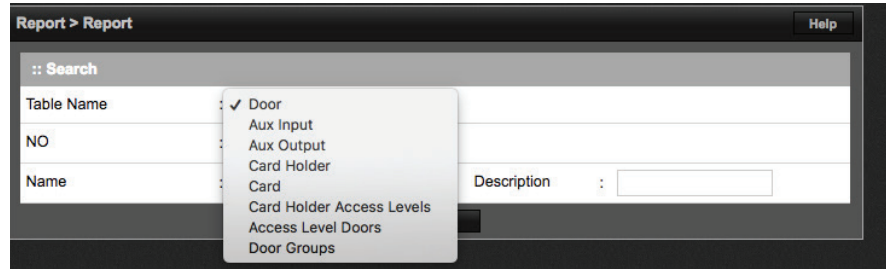 Report > Report Help
:: Search
Table Name : ✓ Door
Aux Input
NO : Aux Output
Card Holder
Name : Card Description :
Card Holder Access Levels
Access Level Doors
Door Groups